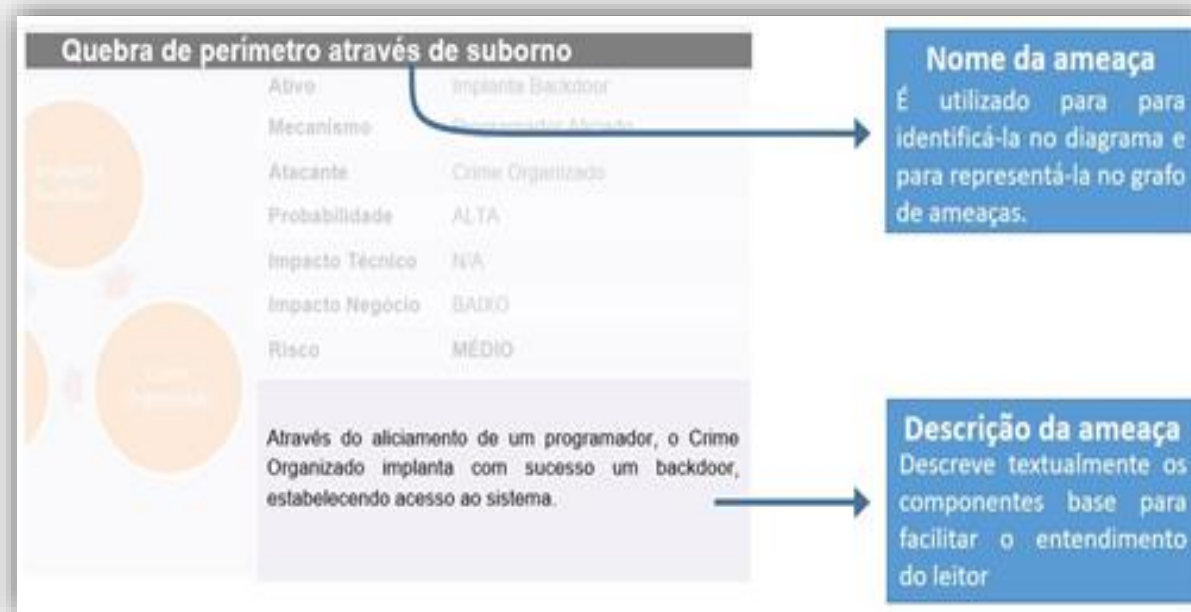 Quebra de perímetro através de suborno
Ativo Implanta Backdoor
Mecanismo Programador Aliciado
Atacante Crime Organizado
Probabilidade ALTA
Impacto Técnico N/A
Impacto Negócio BAIXO
Risco MÉDIO
Através do aliciamento de um programador, o Crime
Organizado implanta com sucesso um backdoor,
estabelecendo acesso ao sistema.
Nome da ameaça
É utilizado para para
identificá-la no diagrama e
para representá-la no grafo
de ameaças.
Descrição da ameaça
Descreve textualmente os
componentes base para
facilitar o entendimento
do leitor